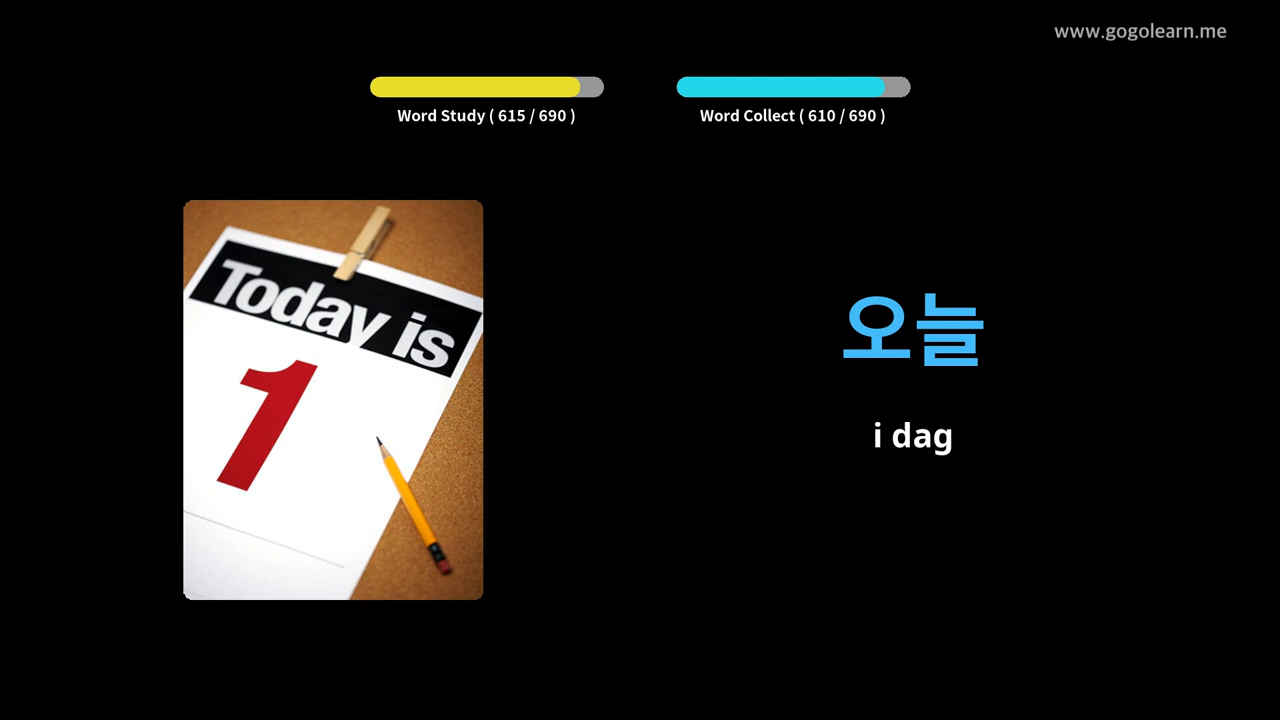 www.gogolearn.me
Word Study ( 615 / 690 )
Word Collect ( 610 / 690 )
Today is
1
오늘
i dag